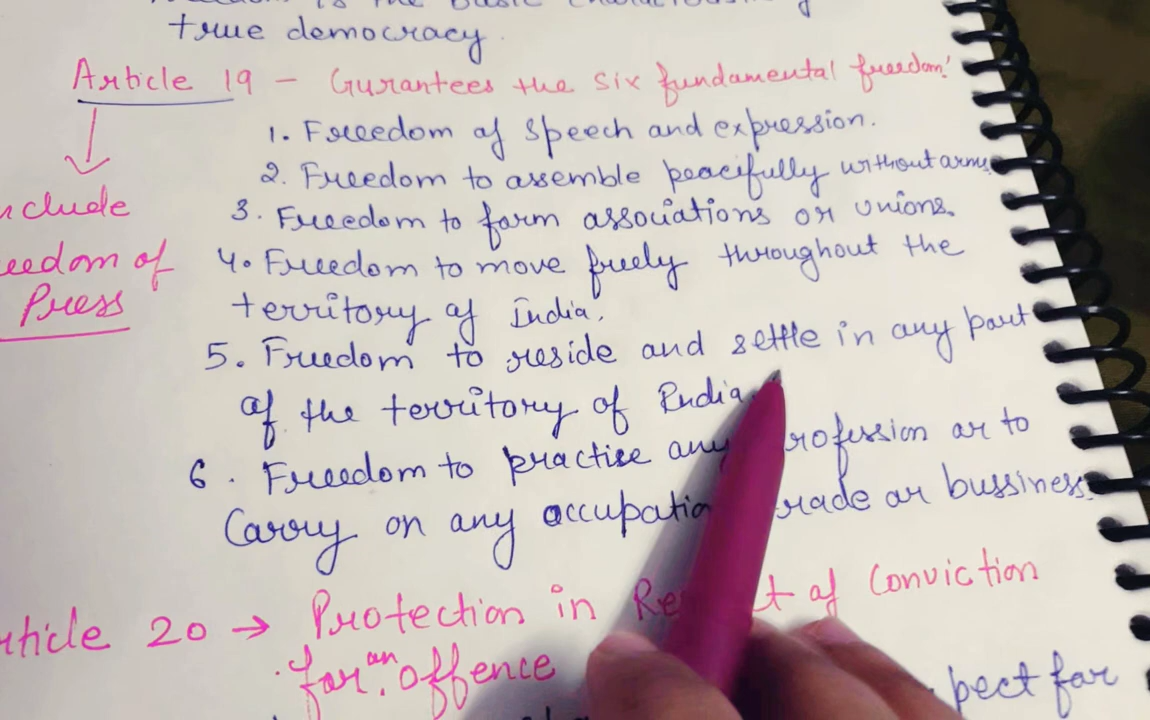 true democracy.
Article 19 - Gurantees the six fundamental freedom!
1. Freedom of speech and expression.
2. Freedom to assemble peacifully without arms
nclude
3. Freedom to form associations or unions.
eedom of
4. Freedom to move freely throughout the
Press
territory of India.
5. Freedom to reside and settle in any part
of the territory of India
6. Freedom to practise any rofession or to
Carry on any occupatio rade or bussiness.
rticle 20 → Protection in Re t of Conviction
for an offence
pect for